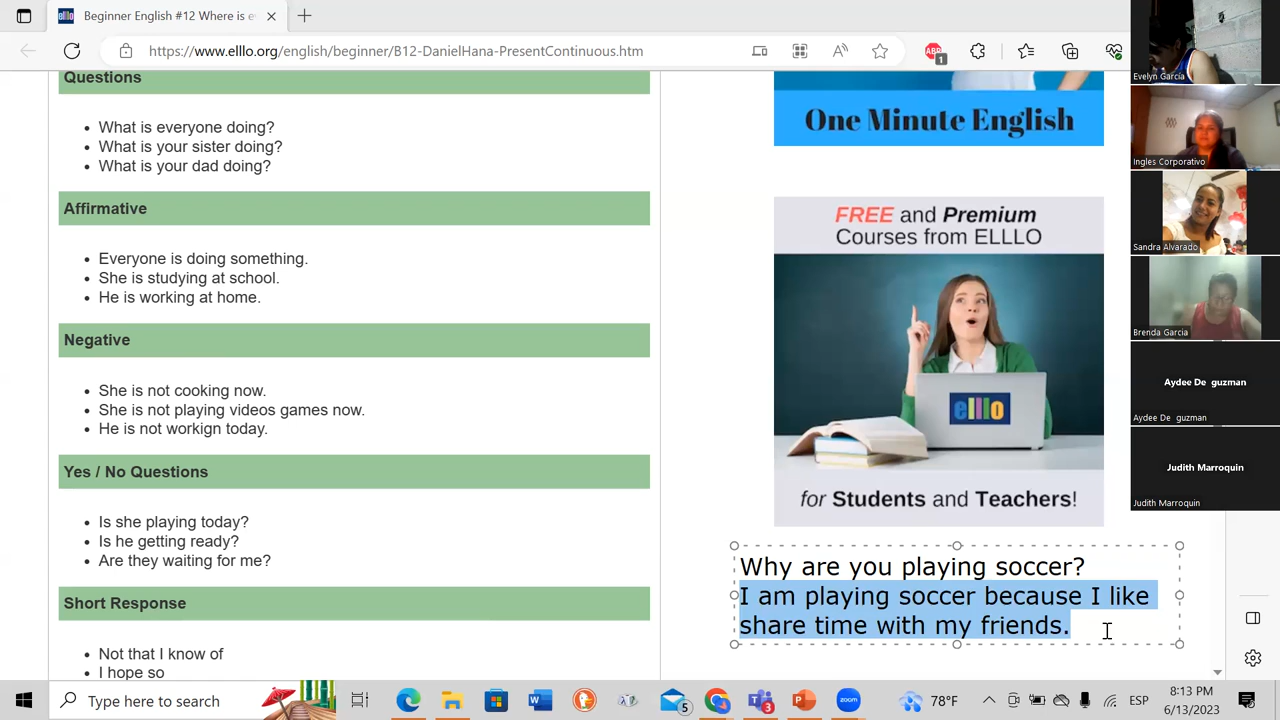 Beginner English #12 Where is e
https://www.elllo.org/english/beginner/B12-DanielHana-PresentContinuous.htm
ABP
1
Questions
What is everyone doing?
What is your sister doing?
What is your dad doing?
Affirmative
Everyone is doing something.
She is studying at school.
He is working at home.
Negative
She is not cooking now.
She is not playing videos games now.
He is not workign today.
Yes / No Questions
Is she playing today?
Is he getting ready?
Are they waiting for me?
Short Response
Not that I know of
I hope so
One Minute English
FREE and Premium
Courses from ELLLO
elllo
for Students and Teachers!
Why are you playing soccer?
I am playing soccer because I like
share time with my friends.
Evelyn García
Ingles Corporativo
Sandra Alvarado
Brenda Garcia
Aydee De guzman
Aydee De guzman
Judith Marroquin
Judith Marroquin
Type here to search
5
3
zoom
78°F
ESP
8:13 PM
6/13/2023